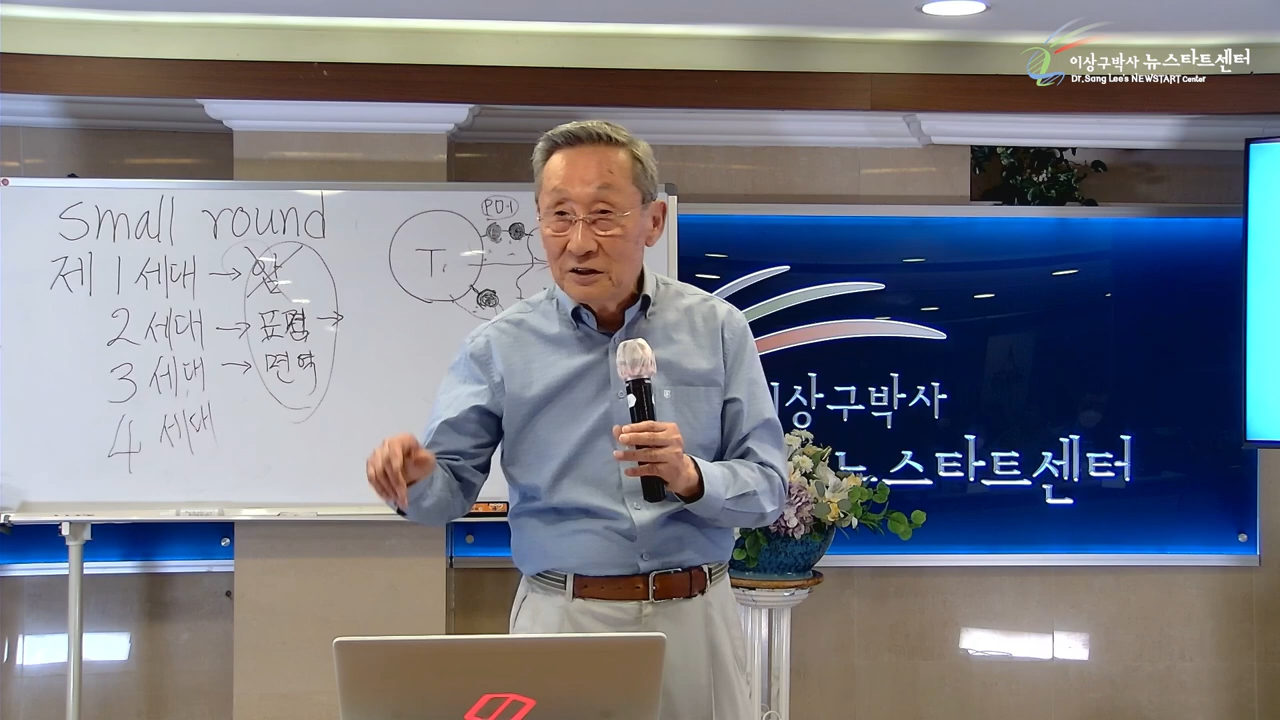 이상구박사 뉴스타트센터
Dr.Sang Lee's NEWSTART Center
small round
제 1 세대 →
2 세대 → 표적 →
3 세대 → 면역
4 세대
PD-1
T
이상구박사
뉴스타트센터